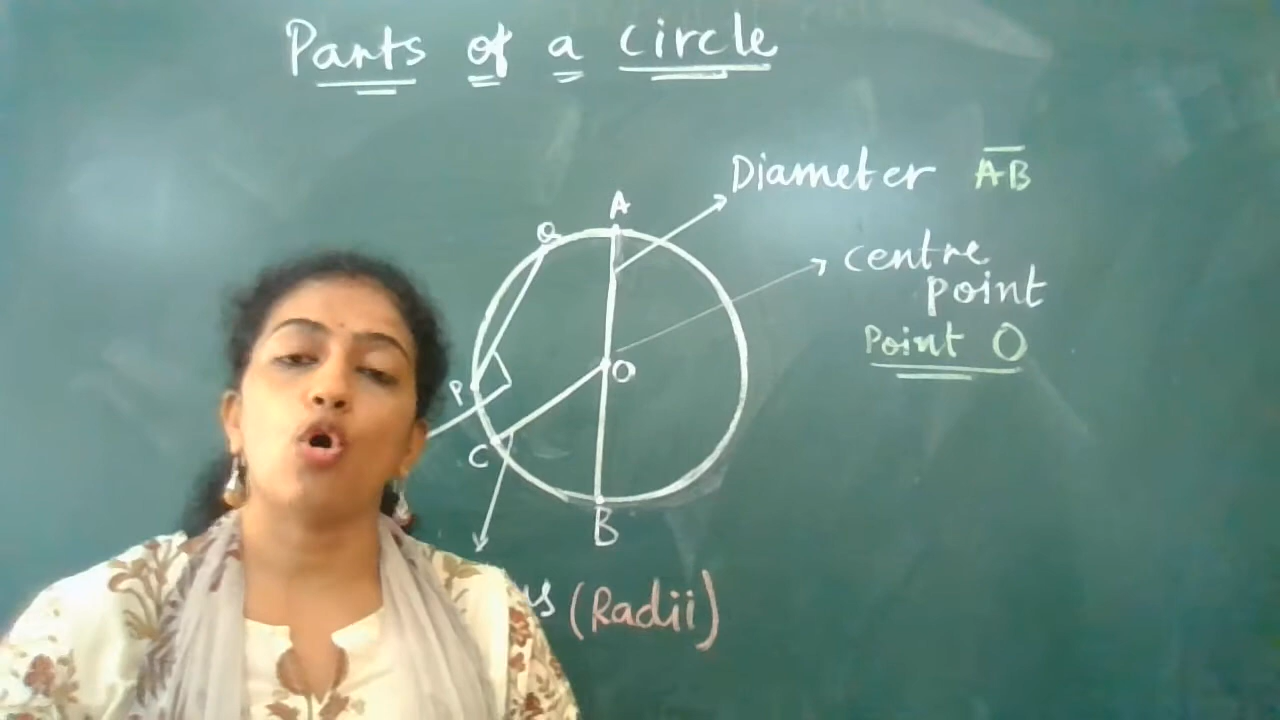 Parts of a circle
Diameter AB
A
Q
centre
point
Point O
O
P
C
B
(Radii)